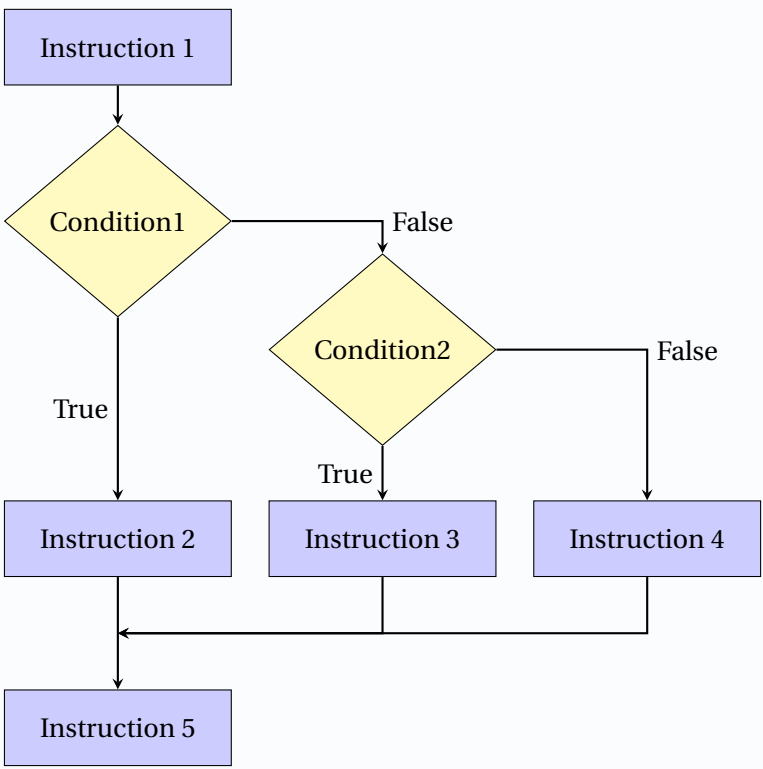 Instruction 1
Condition1
False
Condition2
False
True
True
Instruction 2
Instruction 3
Instruction 4
Instruction 5